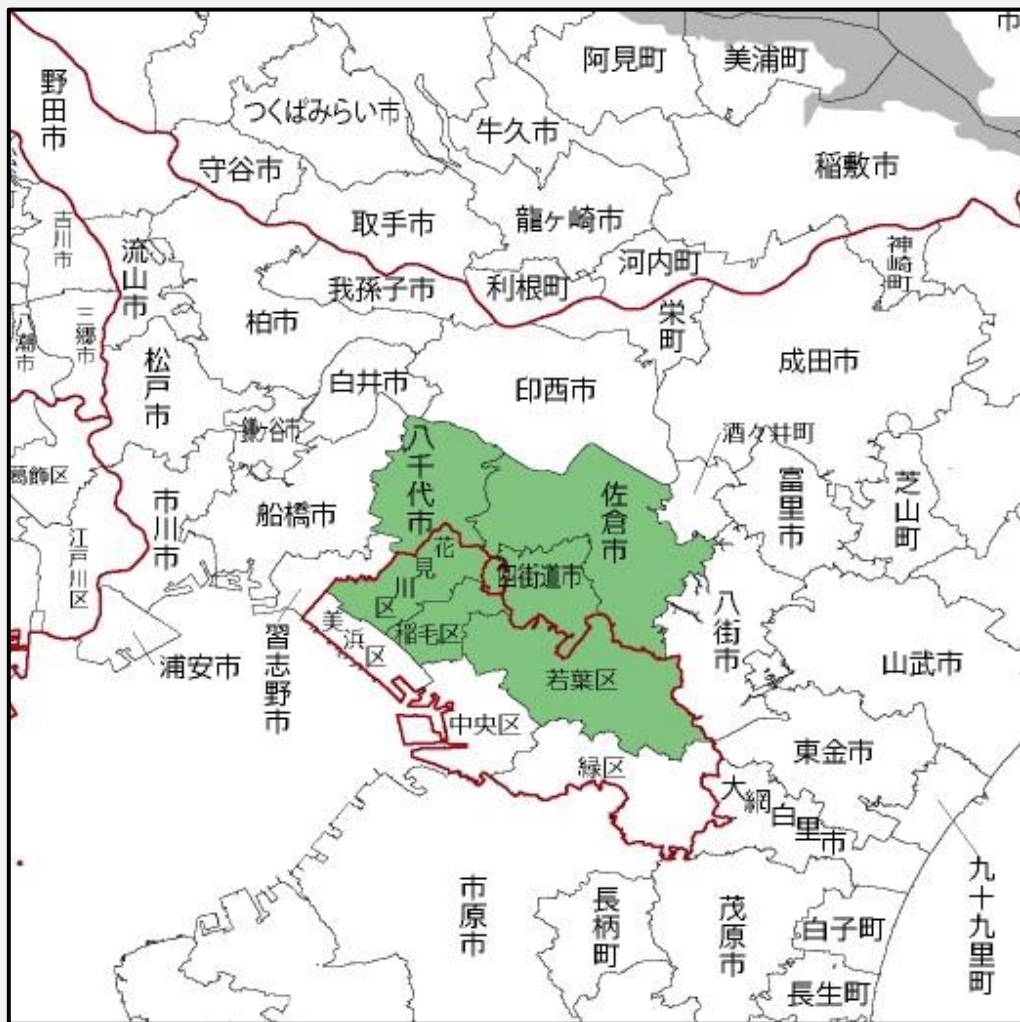 市
阿見町
美浦町
野田市
つくばみらい市
牛久市
稲敷市
守谷市
取手市
龍ヶ崎市
吉川市
流山市
神崎町
河内町
我孫子市
利根町
栄町
柏市
三郷市
八潮市
松戸市
白井市
印西市
成田市
鎌ヶ谷市
酒々井町
八千代市
葛飾区
市川市
船橋市
佐倉市
富里市
芝山町
江戸川区
花見川区
四街道市
八街市
美浜区
稲毛区
習志野市
浦安市
若葉区
山武市
中央区
緑区
東金市
大網白里市
九十九里町
市原市
長柄町
茂原市
白子町
長生町